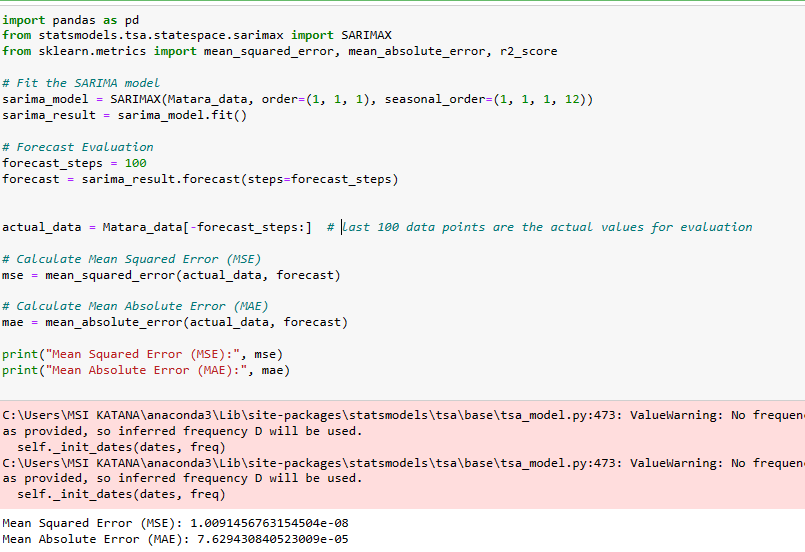 import pandas as pd
from statsmodels.tsa.statespace.sarimax import SARIMAX
from sklearn.metrics import mean_squared_error, mean_absolute_error, r2_score
# Fit the SARIMA model
sarima_model = SARIMAX(Matara_data, order=(1, 1, 1), seasonal_order=(1, 1, 1, 12))
sarima_result = sarima_model.fit()
# Forecast Evaluation
forecast_steps = 100
forecast = sarima_result.forecast(steps=forecast_steps)
actual_data = Matara_data[-forecast_steps:]  # last 100 data points are the actual values for evaluation
# Calculate Mean Squared Error (MSE)
mse = mean_squared_error(actual_data, forecast)
# Calculate Mean Absolute Error (MAE)
mae = mean_absolute_error(actual_data, forecast)
print("Mean Squared Error (MSE):", mse)
print("Mean Absolute Error (MAE):", mae)
C:\Users\MSI KATANA\anaconda3\Lib\site-packages\statsmodels\tsa\base\tsa_model.py:473: ValueWarning: No frequen
as provided, so inferred frequency D will be used.
  self._init_dates(dates, freq)
C:\Users\MSI KATANA\anaconda3\Lib\site-packages\statsmodels\tsa\base\tsa_model.py:473: ValueWarning: No frequen
as provided, so inferred frequency D will be used.
  self._init_dates(dates, freq)
Mean Squared Error (MSE): 1.0091456763154504e-08
Mean Absolute Error (MAE): 7.629430840523009e-05